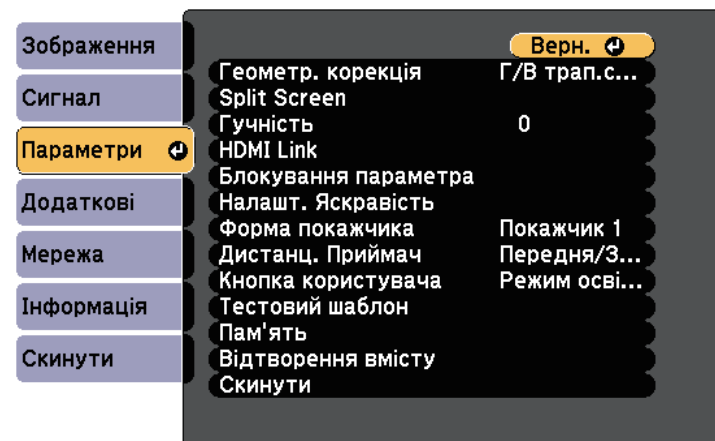 Зображення
Сигнал
Параметри
Додаткові
Мережа
Інформація
Скинути
Верн.
Геометр. корекція Г/В трап.с...
Split Screen
Гучність 0
HDMI Link
Блокування параметра
Налашт. Яскравість
Форма покажчика Покажчик 1
Дистанц. Приймач Передня/З...
Кнопка користувача Режим осві...
Тестовий шаблон
Пам'ять
Відтворення вмісту
Скинути